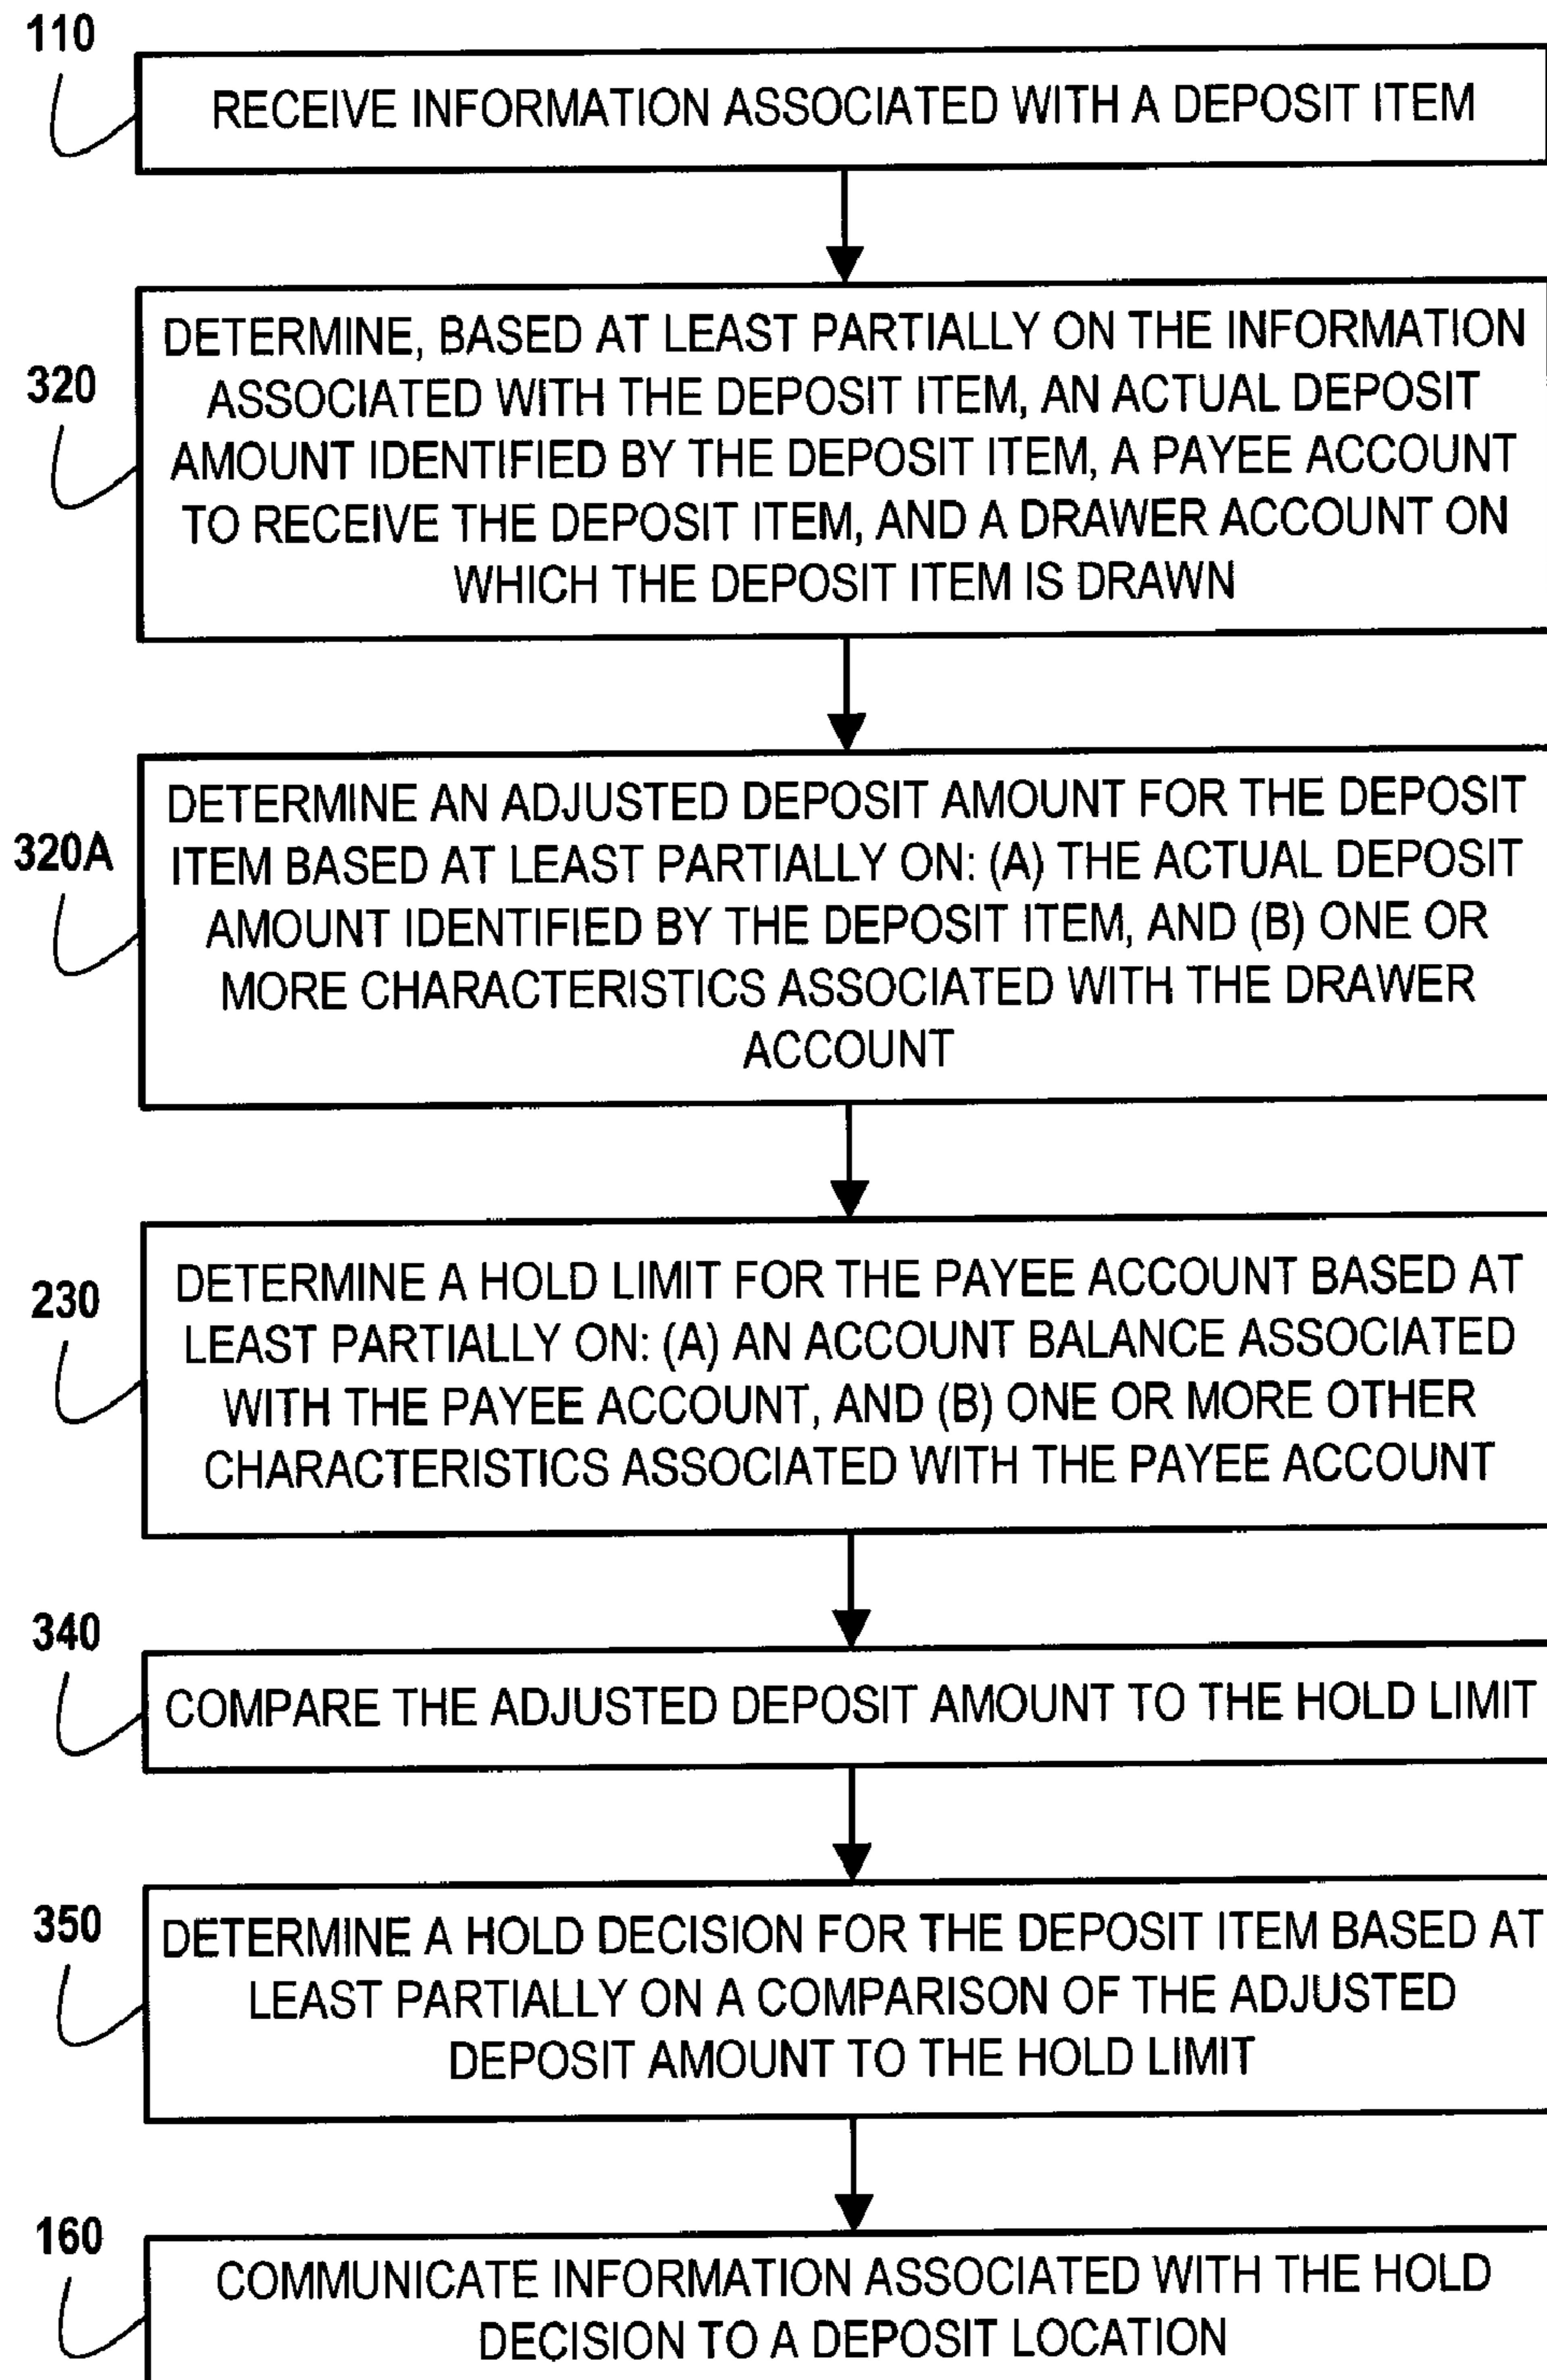 110
RECEIVE INFORMATION ASSOCIATED WITH A DEPOSIT ITEM
320
DETERMINE, BASED AT LEAST PARTIALLY ON THE INFORMATION
ASSOCIATED WITH THE DEPOSIT ITEM, AN ACTUAL DEPOSIT
AMOUNT IDENTIFIED BY THE DEPOSIT ITEM, A PAYEE ACCOUNT
TO RECEIVE THE DEPOSIT ITEM, AND A DRAWER ACCOUNT ON
WHICH THE DEPOSIT ITEM IS DRAWN
320A
DETERMINE AN ADJUSTED DEPOSIT AMOUNT FOR THE DEPOSIT
ITEM BASED AT LEAST PARTIALLY ON: (A) THE ACTUAL DEPOSIT
AMOUNT IDENTIFIED BY THE DEPOSIT ITEM, AND (B) ONE OR
MORE CHARACTERISTICS ASSOCIATED WITH THE DRAWER
ACCOUNT
230
DETERMINE A HOLD LIMIT FOR THE PAYEE ACCOUNT BASED AT
LEAST PARTIALLY ON: (A) AN ACCOUNT BALANCE ASSOCIATED
WITH THE PAYEE ACCOUNT, AND (B) ONE OR MORE OTHER
CHARACTERISTICS ASSOCIATED WITH THE PAYEE ACCOUNT
340
COMPARE THE ADJUSTED DEPOSIT AMOUNT TO THE HOLD LIMIT
350
DETERMINE A HOLD DECISION FOR THE DEPOSIT ITEM BASED AT
LEAST PARTIALLY ON A COMPARISON OF THE ADJUSTED
DEPOSIT AMOUNT TO THE HOLD LIMIT
160
COMMUNICATE INFORMATION ASSOCIATED WITH THE HOLD
DECISION TO A DEPOSIT LOCATION